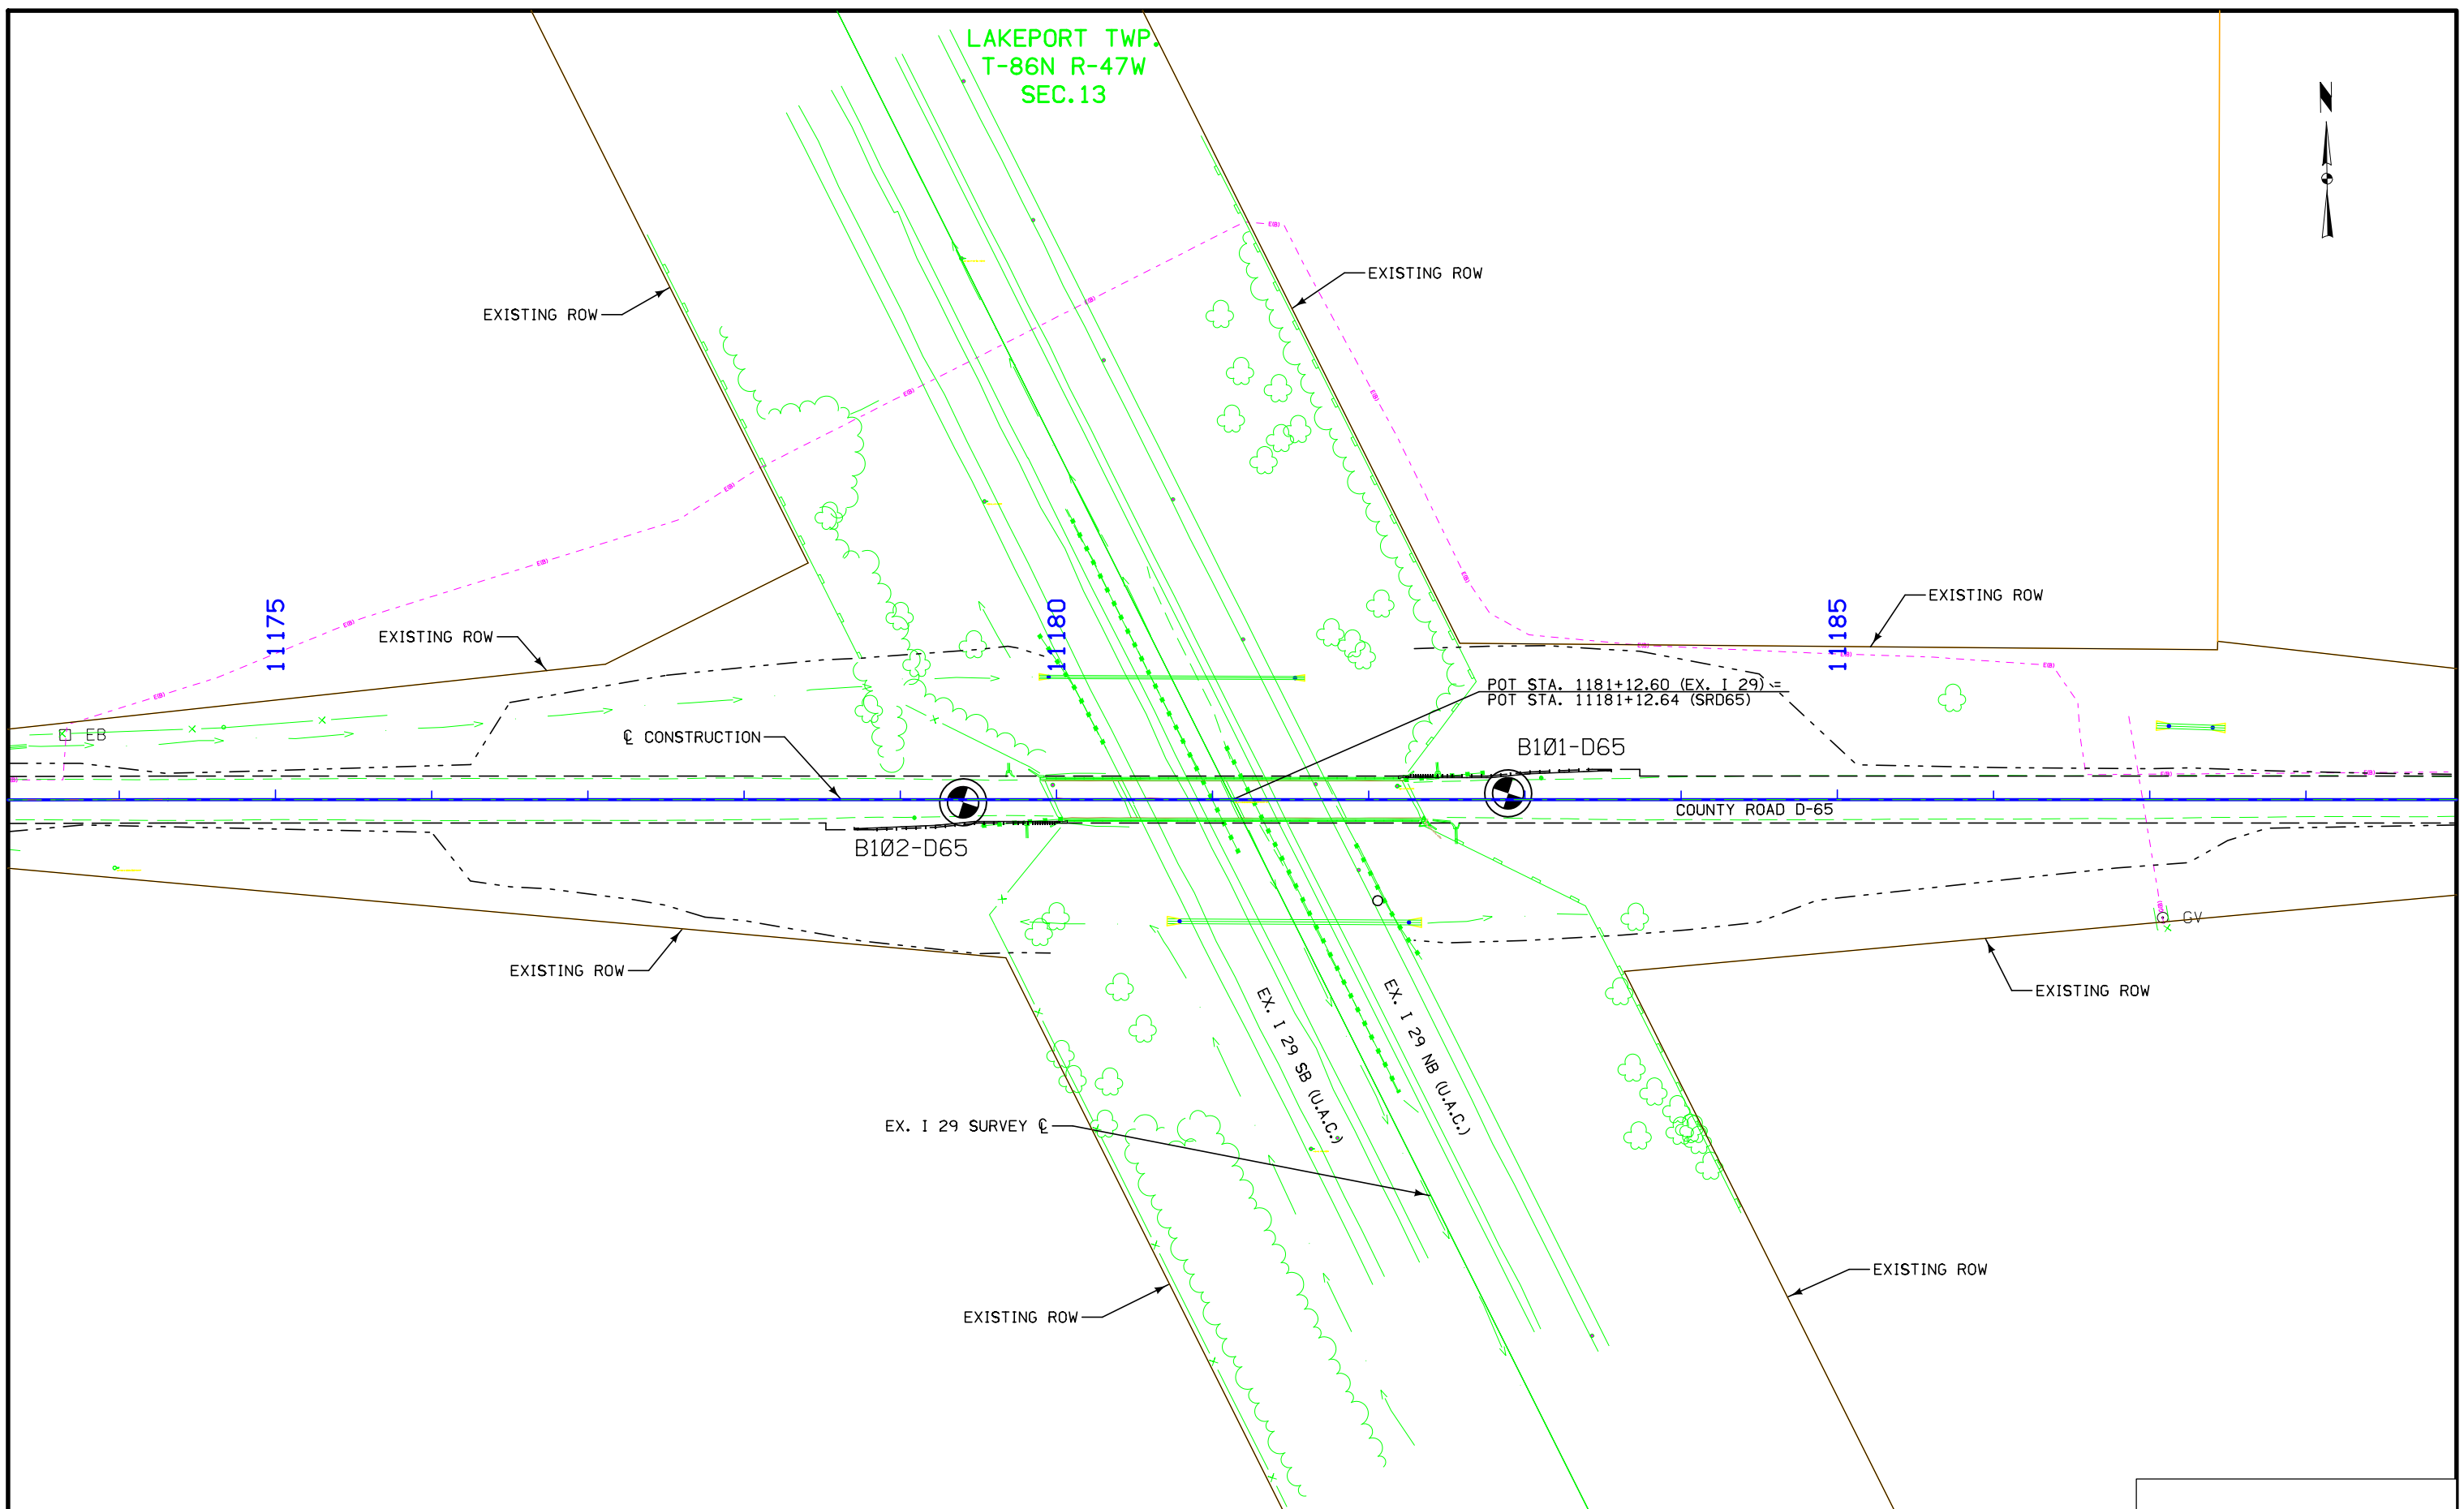 LAKEPORT TWP.
T-86N R-47W
SEC.13
N
E(B)
EXISTING ROW
E(B)
EXISTING ROW
E(B)
E(B)
E(B)
E(B)
E(B)
E(B)
11175
11180
11185
EXISTING ROW
E(B)
EXISTING ROW
E(B)
E(B)
E(B)
E(B)
POT STA. 1181+12.60 (EX. I 29) =
POT STA. 11181+12.64 (SRD65)
EB
℄ CONSTRUCTION
B101-D65
E(B)
E(B)
E(B)
COUNTY ROAD D-65
B102-D65
E(B)
GV
EXISTING ROW
EXISTING ROW
EX. I 29 SB (U.A.C.)
EX. I 29 NB (U.A.C.)
EX. I 29 SURVEY ℄
EXISTING ROW
EXISTING ROW